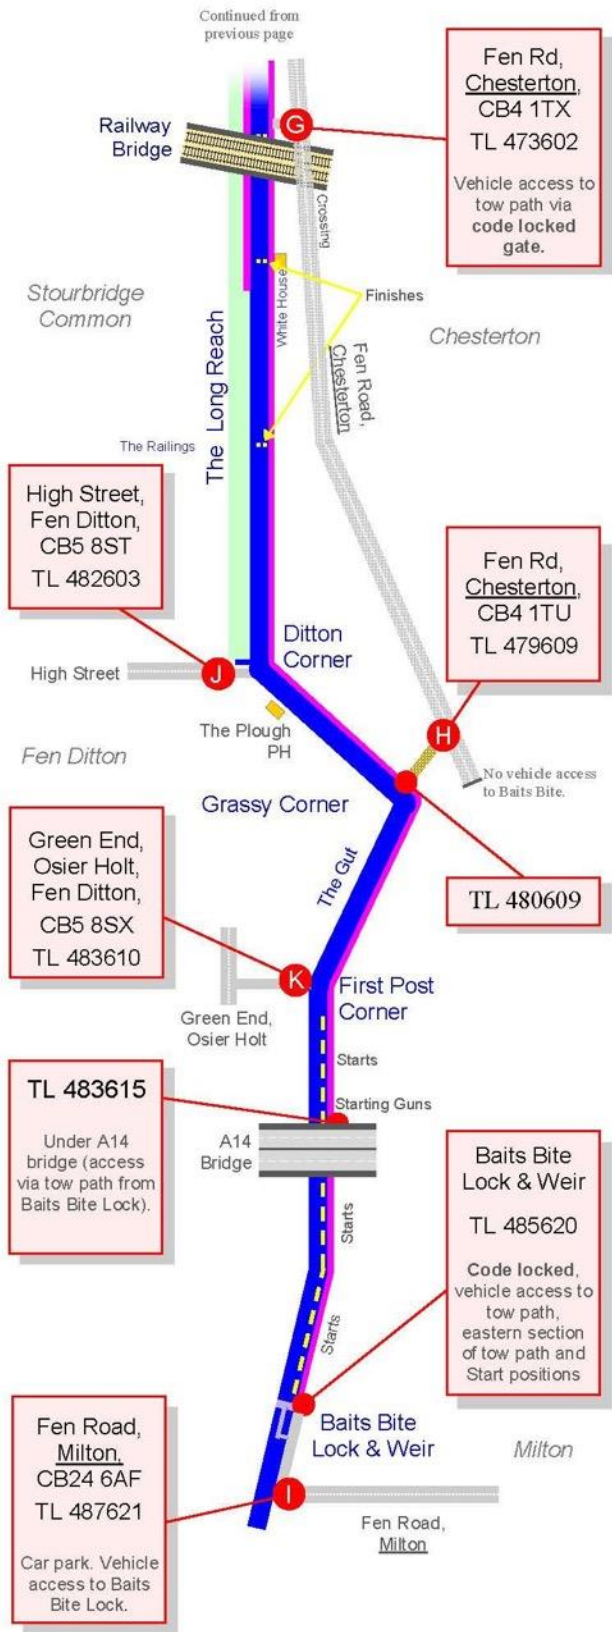 Continued from
previous page
Fen Rd,
Chesterton,
CB4 1TX
TL 473602
Vehicle access to
tow path via
code locked
gate.
Railway
Bridge
G
Crossing
White House
Finishes
Stourbridge
Common
Chesterton
Fen Road,
Chesterton
The Long Reach
The Railings
High Street,
Fen Ditton,
CB5 8ST
TL 482603
Fen Rd,
Chesterton,
CB4 1TU
TL 479609
Ditton
Corner
High Street
J
The Plough
PH
H
Fen Ditton
No vehicle access
to Baits Bite.
Grassy Corner
Green End,
Osier Holt,
Fen Ditton,
CB5 8SX
TL 483610
The Gut
TL 480609
K
First Post
Corner
Green End,
Osier Holt
Starts
TL 483615
Under A14
bridge (access
via tow path from
Baits Bite Lock).
Starting Guns
A14
Bridge
Baits Bite
Lock & Weir
TL 485620
Code locked,
vehicle access to
tow path,
eastern section
of tow path and
Start positions
Starts
Starts
Fen Road,
Milton,
CB24 6AF
TL 487621
Car park. Vehicle
access to Baits
Bite Lock.
Baits Bite
Lock & Weir
Milton
I
Fen Road,
Milton